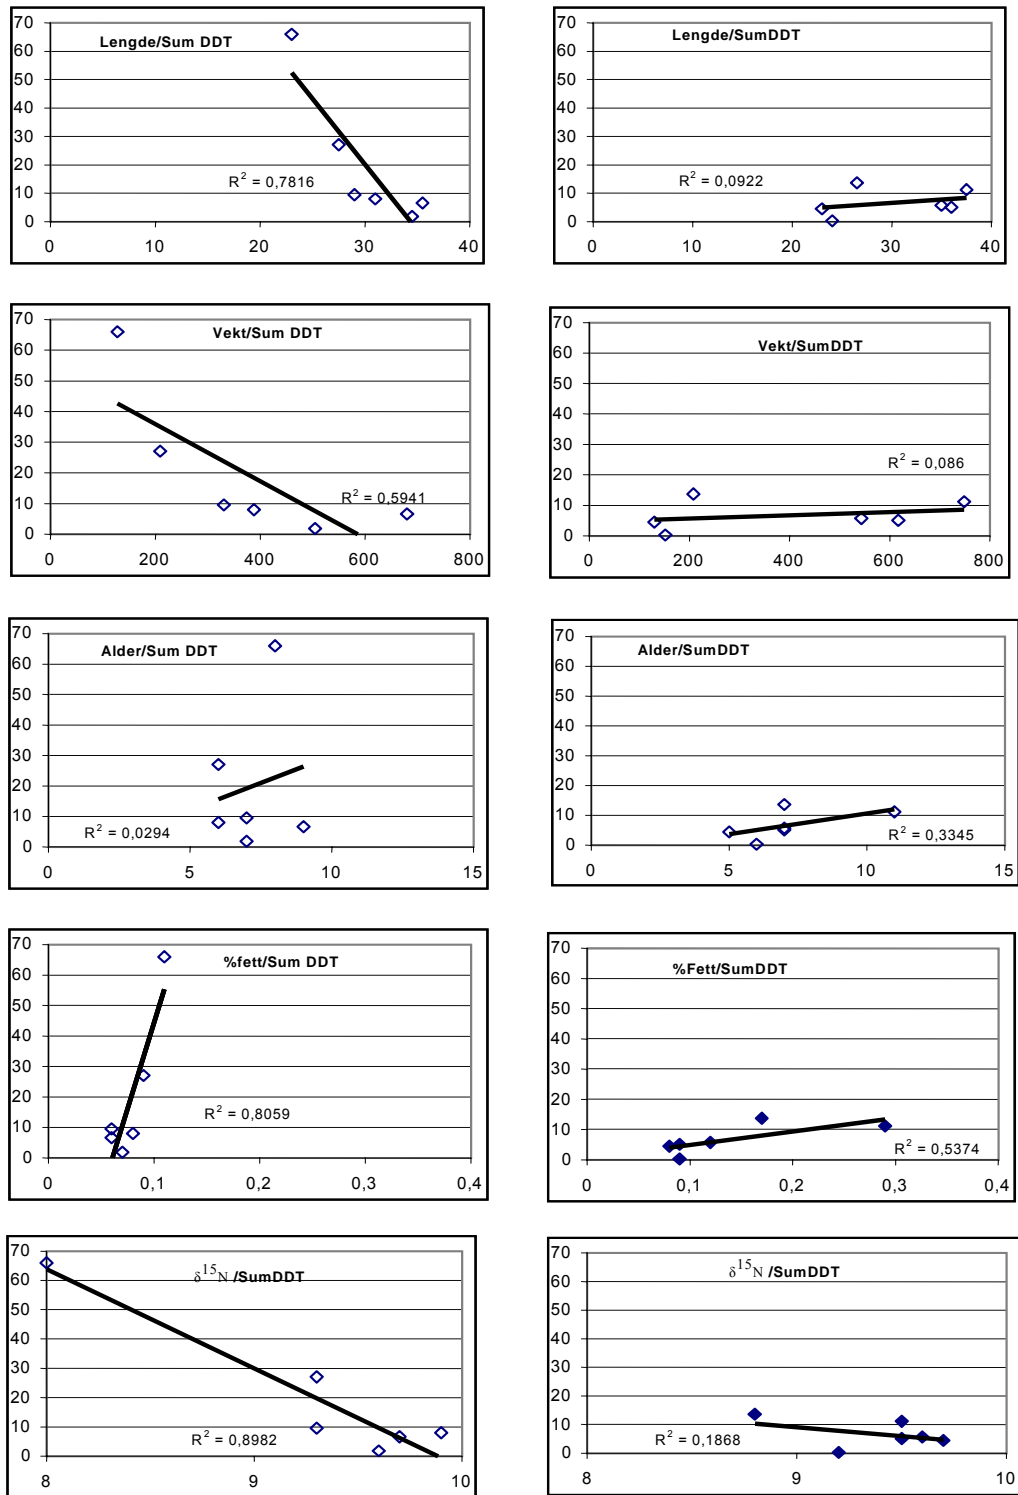 Lengde/Sum DDT
70
60
50
40
30
20
10
0
R² = 0,7816
0 10 20 30 40
Lengde/SumDDT
70
60
50
40
30
20
10
0
R² = 0,0922
0 10 20 30 40
Vekt/Sum DDT
70
60
50
40
30
20
10
0
R² = 0,5941
200 400 600 800
Vekt/SumDDT
70
60
50
40
30
20
10
0
R² = 0,086
0 200 400 600 800
Alder/Sum DDT
70
60
50
40
30
20
10
0
R² = 0,0294
0 5 10 15
Alder/SumDDT
70
60
50
40
30
20
10
0
R² = 0,3345
0 5 10 15
%fett/Sum DDT
70
60
50
40
30
20
10
0
R² = 0,8059
0 0,1 0,2 0,3 0,4
%Fett/SumDDT
70
60
50
40
30
20
10
0
R² = 0,5374
0 0,1 0,2 0,3 0,4
δ¹⁵N /SumDDT
70
60
50
40
30
20
10
0
R² = 0,8982
8 9 10
δ¹⁵N /SumDDT
70
60
50
40
30
20
10
0
R² = 0,1868
8 9 10